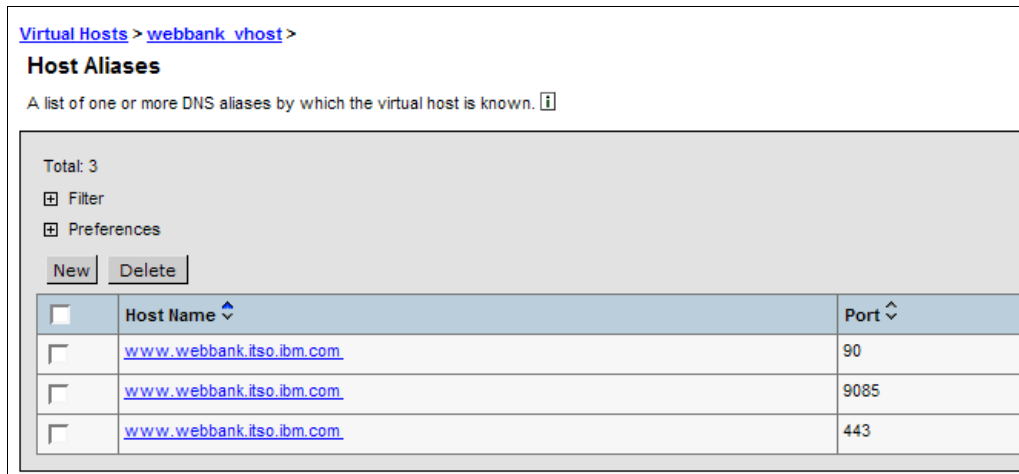 Virtual Hosts > webbank_vhost >
Host Aliases
A list of one or more DNS aliases by which the virtual host is known. i
Total: 3
Filter
Preferences
New Delete
Host Name Port
www.webbank.itso.ibm.com 90
www.webbank.itso.ibm.com 9085
www.webbank.itso.ibm.com 443